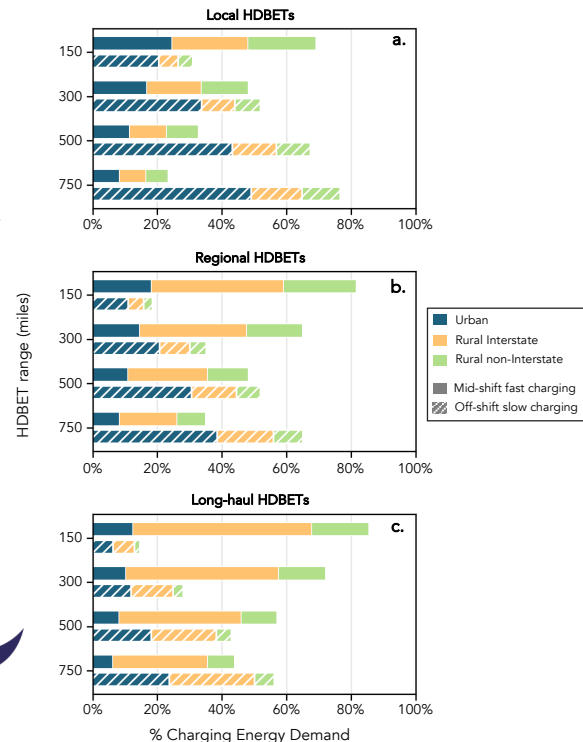 Local HDBETs
a.
150
300
500
750
0% 20% 40% 60% 80% 100%
Regional HDBETs
b.
150
300
500
750
0% 20% 40% 60% 80% 100%
HDBET range (miles)
Urban
Rural Interstate
Rural non-Interstate
Mid-shift fast charging
Off-shift slow charging
Long-haul HDBETs
c.
150
300
500
750
0% 20% 40% 60% 80% 100%
% Charging Energy Demand